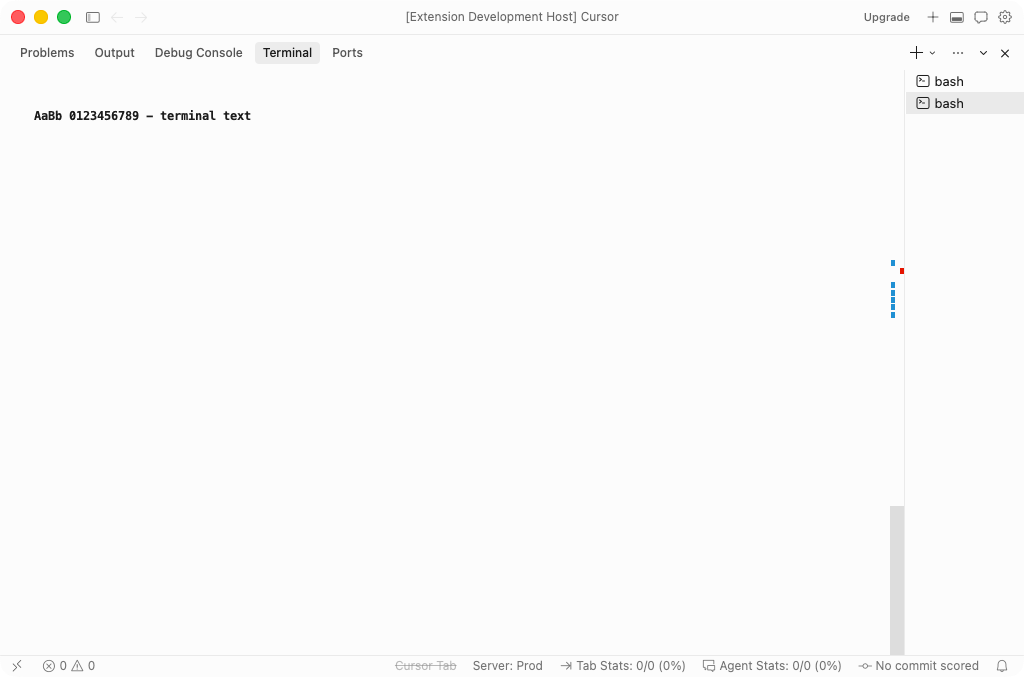 [Extension Development Host] Cursor
Upgrade
Problems Output Debug Console Terminal Ports
bash
bash
AaBb 0123456789 — terminal text
0 0 Cursor Tab Server: Prod Tab Stats: 0/0 (0%) Agent Stats: 0/0 (0%) No commit scored